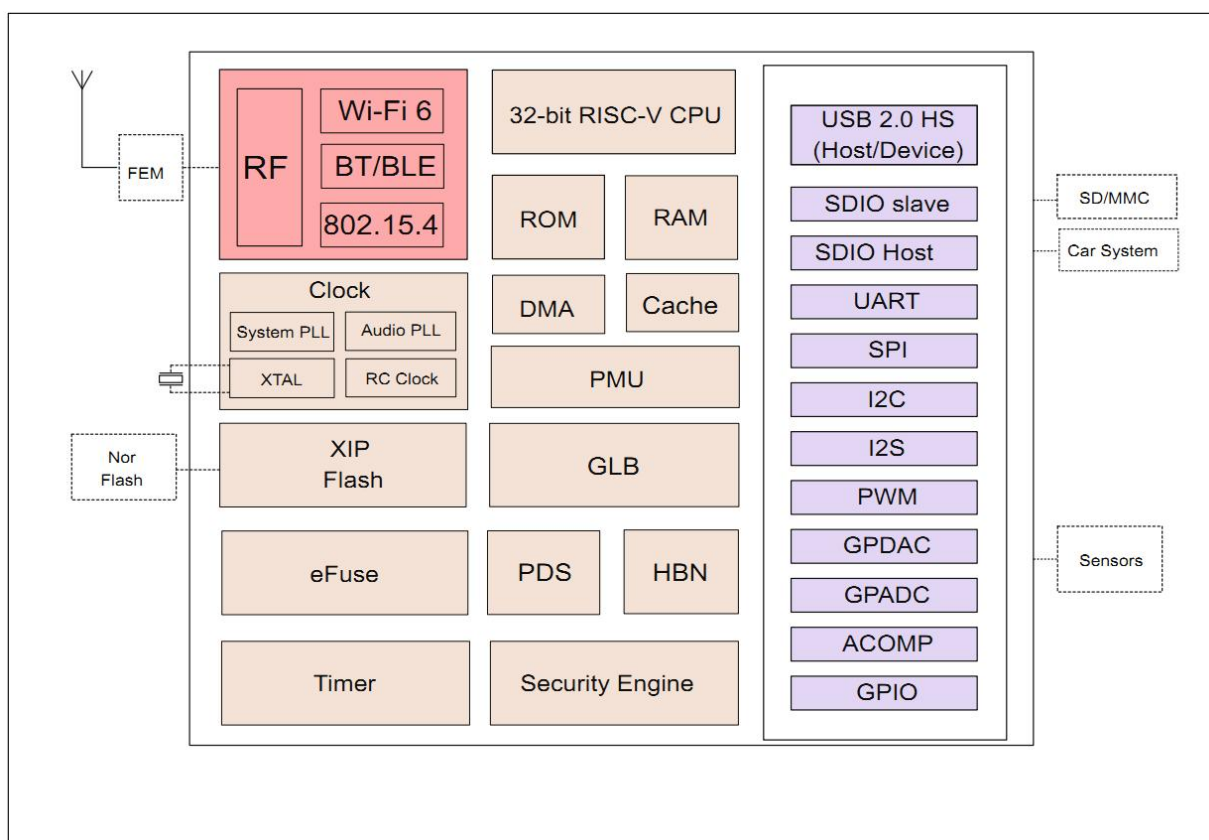 FEM
RF
Wi-Fi 6
BT/BLE
802.15.4
Clock
System PLL
Audio PLL
XTAL
RC Clock
Nor
Flash
XIP
Flash
eFuse
Timer
32-bit RISC-V CPU
ROM
RAM
DMA
Cache
PMU
GLB
PDS
HBN
Security Engine
USB 2.0 HS
(Host/Device)
SDIO slave
SDIO Host
UART
SPI
I2C
I2S
PWM
GPDAC
GPADC
ACOMP
GPIO
SD/MMC
Car System
Sensors